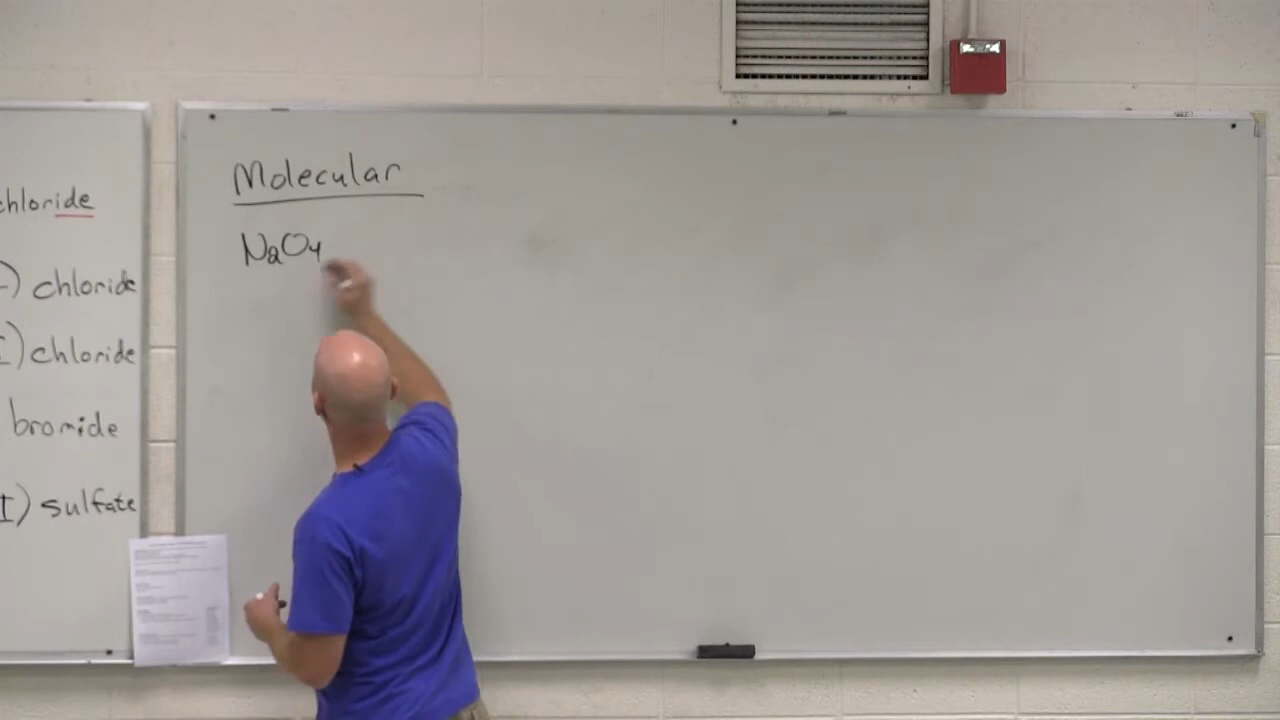 chloride
) chloride
I) chloride
bromide
I) sulfate
Molecular
N₂O₄